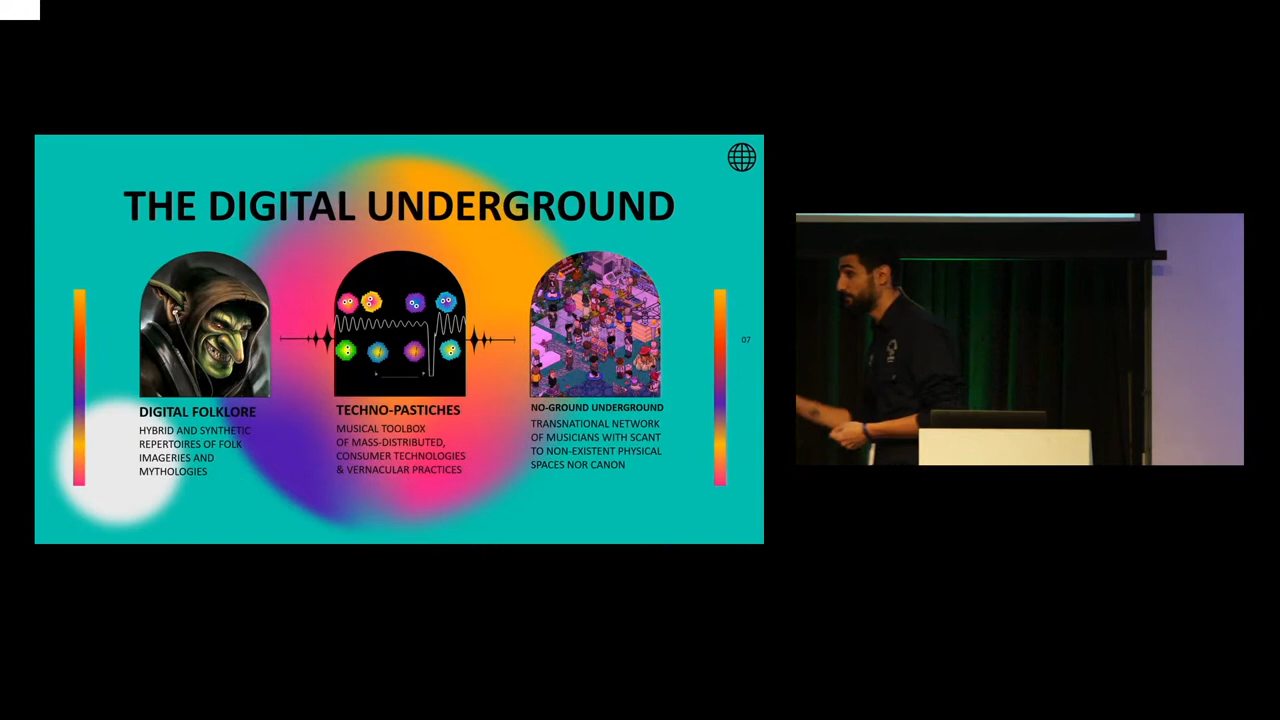 THE DIGITAL UNDERGROUND
DIGITAL FOLKLORE
HYBRID AND SYNTHETIC
REPERTOIRES OF FOLK
IMAGERIES AND
MYTHOLOGIES
TECHNO-PASTICHES
MUSICAL TOOLBOX
OF MASS-DISTRIBUTED,
CONSUMER TECHNOLOGIES
& VERNACULAR PRACTICES
NO-GROUND UNDERGROUND
TRANSNATIONAL NETWORK
OF MUSICIANS WITH SCANT
TO NON-EXISTENT PHYSICAL
SPACES NOR CANON
07